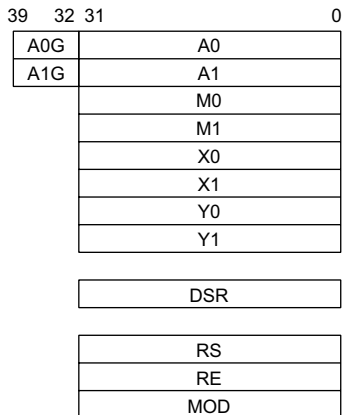 39 32 31 0
A0G A0
A1G A1
M0
M1
X0
X1
Y0
Y1
DSR
RS
RE
MOD